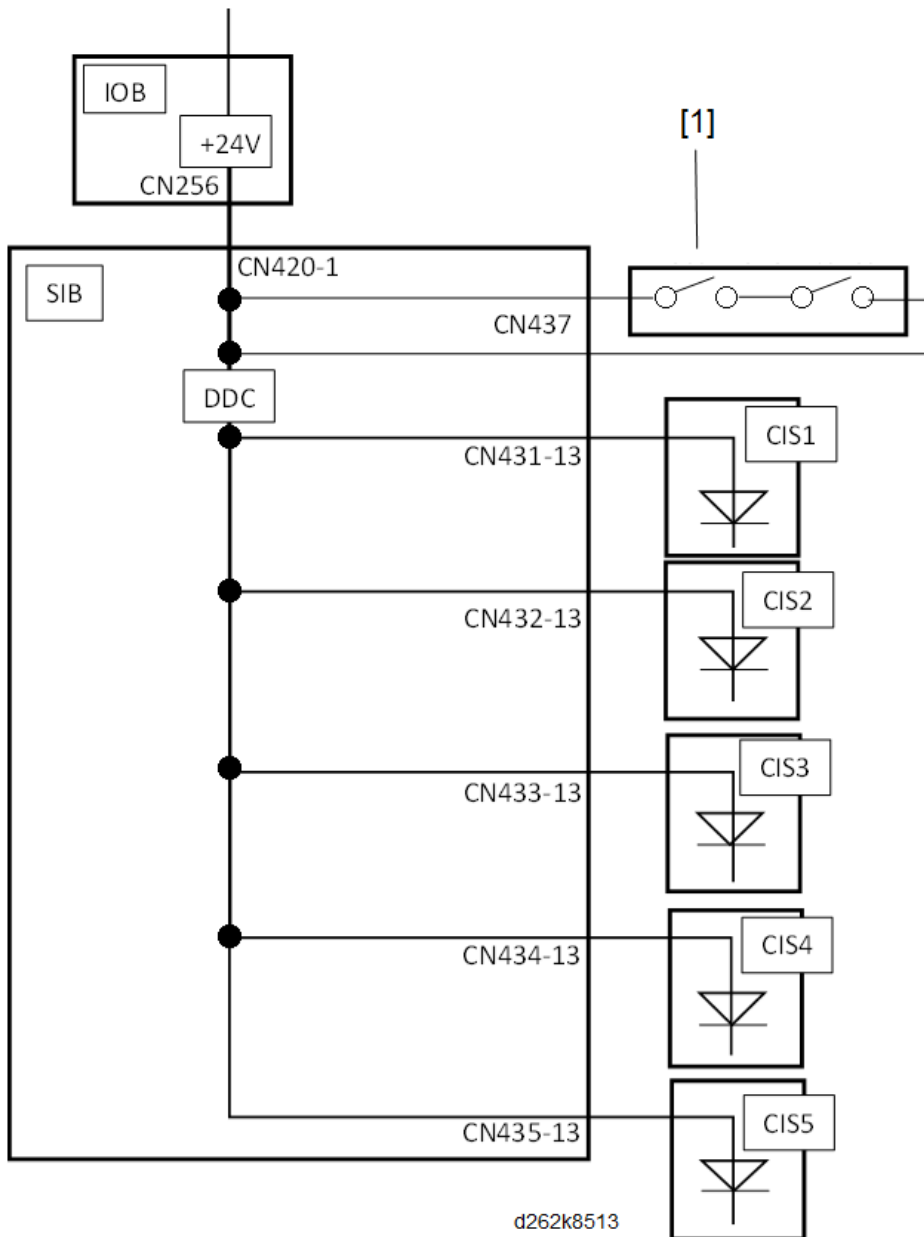 IOB
+24V
CN256
[1]
SIB
CN420-1
CN437
DDC
CN431-13
CIS1
CN432-13
CIS2
CN433-13
CIS3
CN434-13
CIS4
CN435-13
CIS5
d262k8513